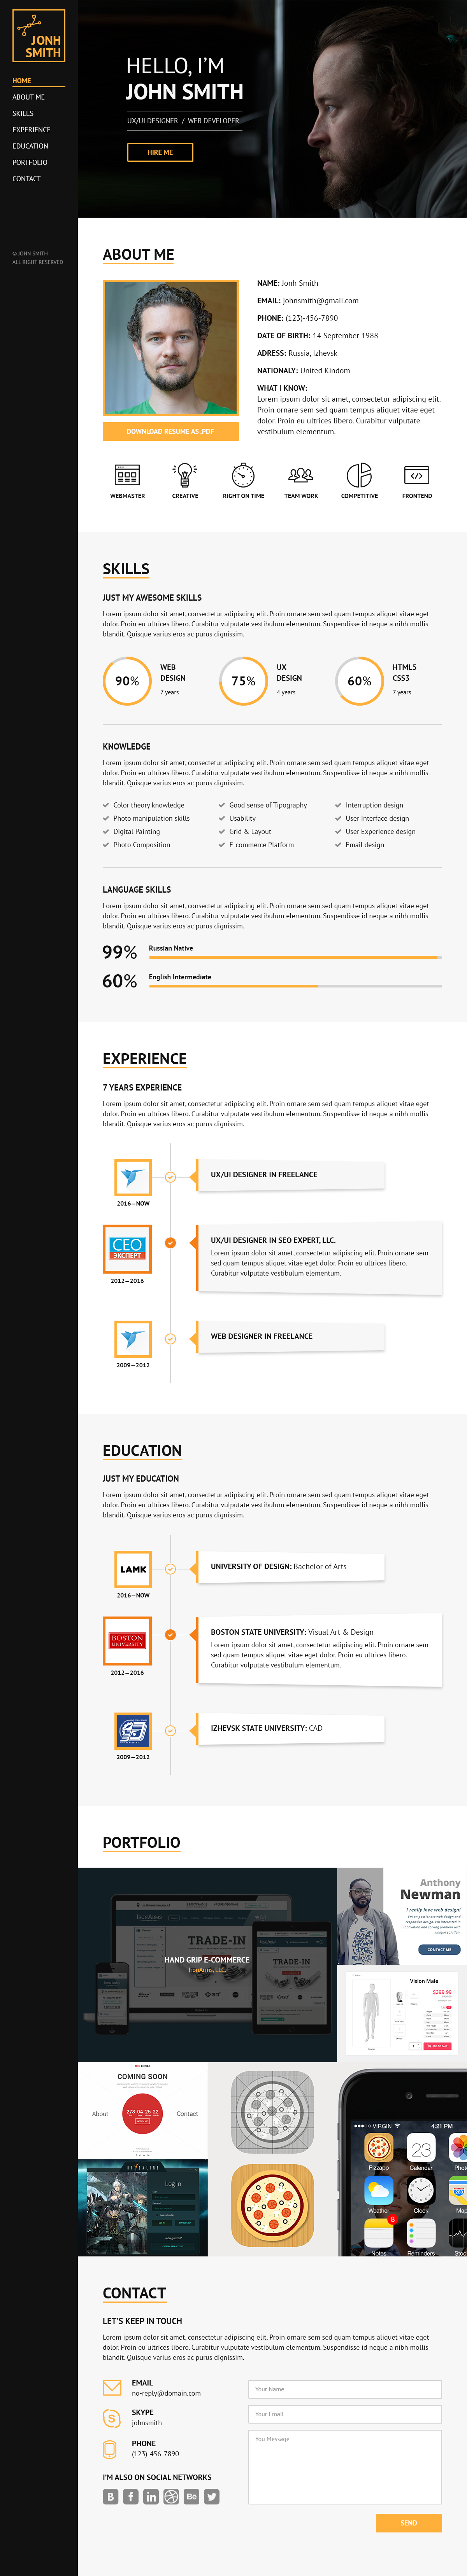 JONH
SMITH
HOME
ABOUT ME
SKILLS
EXPERIENCE
EDUCATION
PORTFOLIO
CONTACT
© JOHN SMITH
ALL RIGHT RESERVED
HELLO, I'M
JOHN SMITH
UX/UI DESIGNER / WEB DEVELOPER
HIRE ME
ABOUT ME
DOWNLOAD RESUME AS .PDF
NAME: Jonh Smith
EMAIL: johnsmith@gmail.com
PHONE: (123)-456-7890
DATE OF BIRTH: 14 September 1988
ADRESS: Russia, Izhevsk
NATIONALY: United Kindom
WHAT I KNOW:
Lorem ipsum dolor sit amet, consectetur adipiscing elit.
Proin ornare sem sed quam tempus aliquet vitae eget
dolor. Proin eu ultrices libero. Curabitur vulputate
vestibulum elementum.
WEBMASTER
CREATIVE
RIGHT ON TIME
TEAM WORK
COMPETITIVE
FRONTEND
SKILLS
JUST MY AWESOME SKILLS
Lorem ipsum dolor sit amet, consectetur adipiscing elit. Proin ornare sem sed quam tempus aliquet vitae eget
dolor. Proin eu ultrices libero. Curabitur vulputate vestibulum elementum. Suspendisse id neque a nibh mollis
blandit. Quisque varius eros ac purus dignissim.
90%
WEB
DESIGN
7 years
75%
UX
DESIGN
4 years
60%
HTML5
CSS3
7 years
KNOWLEDGE
Lorem ipsum dolor sit amet, consectetur adipiscing elit. Proin ornare sem sed quam tempus aliquet vitae eget
dolor. Proin eu ultrices libero. Curabitur vulputate vestibulum elementum. Suspendisse id neque a nibh mollis
blandit. Quisque varius eros ac purus dignissim.
Color theory knowledge
Good sense of Tipography
Interruption design
Photo manipulation skills
Usability
User Interface design
Digital Painting
Grid & Layout
User Experience design
Photo Composition
E-commerce Platform
Email design
LANGUAGE SKILLS
Lorem ipsum dolor sit amet, consectetur adipiscing elit. Proin ornare sem sed quam tempus aliquet vitae eget
dolor. Proin eu ultrices libero. Curabitur vulputate vestibulum elementum. Suspendisse id neque a nibh mollis
blandit. Quisque varius eros ac purus dignissim.
99%
Russian Native
60%
English Intermediate
EXPERIENCE
7 YEARS EXPERIENCE
Lorem ipsum dolor sit amet, consectetur adipiscing elit. Proin ornare sem sed quam tempus aliquet vitae eget
dolor. Proin eu ultrices libero. Curabitur vulputate vestibulum elementum. Suspendisse id neque a nibh mollis
blandit. Quisque varius eros ac purus dignissim.
2016—NOW
UX/UI DESIGNER IN FREELANCE
СЕО
ЭКСПЕРТ
2012—2016
UX/UI DESIGNER IN SEO EXPERT, LLC.
Lorem ipsum dolor sit amet, consectetur adipiscing elit. Proin ornare sem
sed quam tempus aliquet vitae eget dolor. Proin eu ultrices libero.
Curabitur vulputate vestibulum elementum.
2009—2012
WEB DESIGNER IN FREELANCE
EDUCATION
JUST MY EDUCATION
Lorem ipsum dolor sit amet, consectetur adipiscing elit. Proin ornare sem sed quam tempus aliquet vitae eget
dolor. Proin eu ultrices libero. Curabitur vulputate vestibulum elementum. Suspendisse id neque a nibh mollis
blandit. Quisque varius eros ac purus dignissim.
LAMK
2016—NOW
UNIVERSITY OF DESIGN: Bachelor of Arts
BOSTON
UNIVERSITY
2012—2016
BOSTON STATE UNIVERSITY: Visual Art & Design
Lorem ipsum dolor sit amet, consectetur adipiscing elit. Proin ornare sem
sed quam tempus aliquet vitae eget dolor. Proin eu ultrices libero.
Curabitur vulputate vestibulum elementum.
2009—2012
IZHEVSK STATE UNIVERSITY: CAD
PORTFOLIO
TRADE-IN
HAND GRIP E-COMMERCE
IronArms, LLC.
Anthony
Newman
I really love web design!
CONTACT ME
Vision Male
$399.99
COMING SOON
About
278 04 25 22
Contact
Log In
VIRGIN
4:21 PM
Pizzapp
23
Calendar
Photo
Weather
Clock
Map
8
Notes
Reminders
Stoc
CONTACT
LET'S KEEP IN TOUCH
Lorem ipsum dolor sit amet, consectetur adipiscing elit. Proin ornare sem sed quam tempus aliquet vitae eget
dolor. Proin eu ultrices libero. Curabitur vulputate vestibulum elementum. Suspendisse id neque a nibh mollis
blandit. Quisque varius eros ac purus dignissim.
EMAIL
no-reply@domain.com
SKYPE
johnsmith
PHONE
(123)-456-7890
I'M ALSO ON SOCIAL NETWORKS
Your Name
Your Email
You Message
SEND